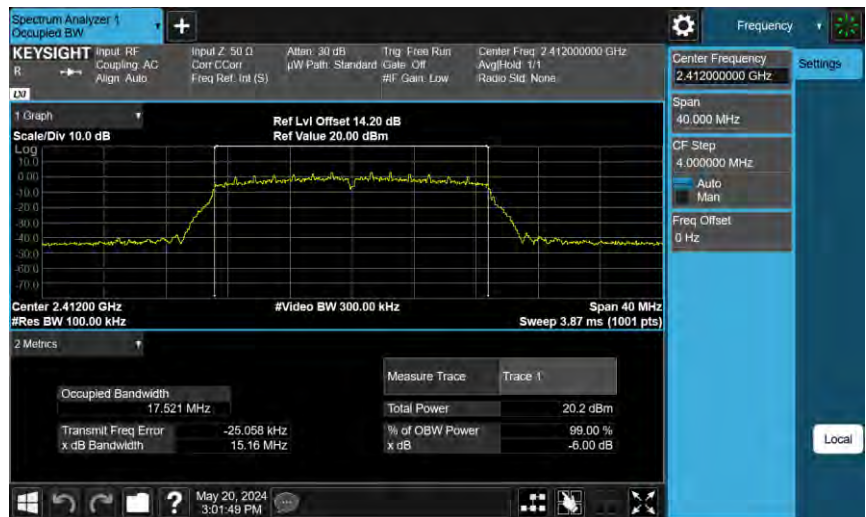 Spectrum Analyzer 1
Occupied BW
Frequency
KEYSIGHT
R
LXI
Input: RF
Coupling: AC
Align: Auto
Input Z: 50 Ω
Corr CCorr
Freq Ref: Int (S)
Atten: 30 dB
µW Path: Standard
Trig: Free Run
Gate: Off
#IF Gain: Low
Center Freq: 2.412000000 GHz
Avg|Hold: 1/1
Radio Std: None
Center Frequency
2.412000000 GHz
Settings
Span
40.000 MHz
CF Step
4.000000 MHz
Auto
Man
Freq Offset
0 Hz
Local
1 Graph
Scale/Div 10.0 dB
Ref Lvl Offset 14.20 dB
Ref Value 20.00 dBm
Log
10.0
0.00
-10.0
-20.0
-30.0
-40.0
-50.0
-60.0
-70.0
Center 2.41200 GHz
#Video BW 300.00 kHz
Span 40 MHz
#Res BW 100.00 kHz
Sweep 3.87 ms (1001 pts)
2 Metrics
Measure Trace
Trace 1
Occupied Bandwidth
17.521 MHz
Total Power
20.2 dBm
Transmit Freq Error
-25.058 kHz
% of OBW Power
99.00 %
x dB Bandwidth
15.16 MHz
x dB
-6.00 dB
?
May 20, 2024
3:01:49 PM